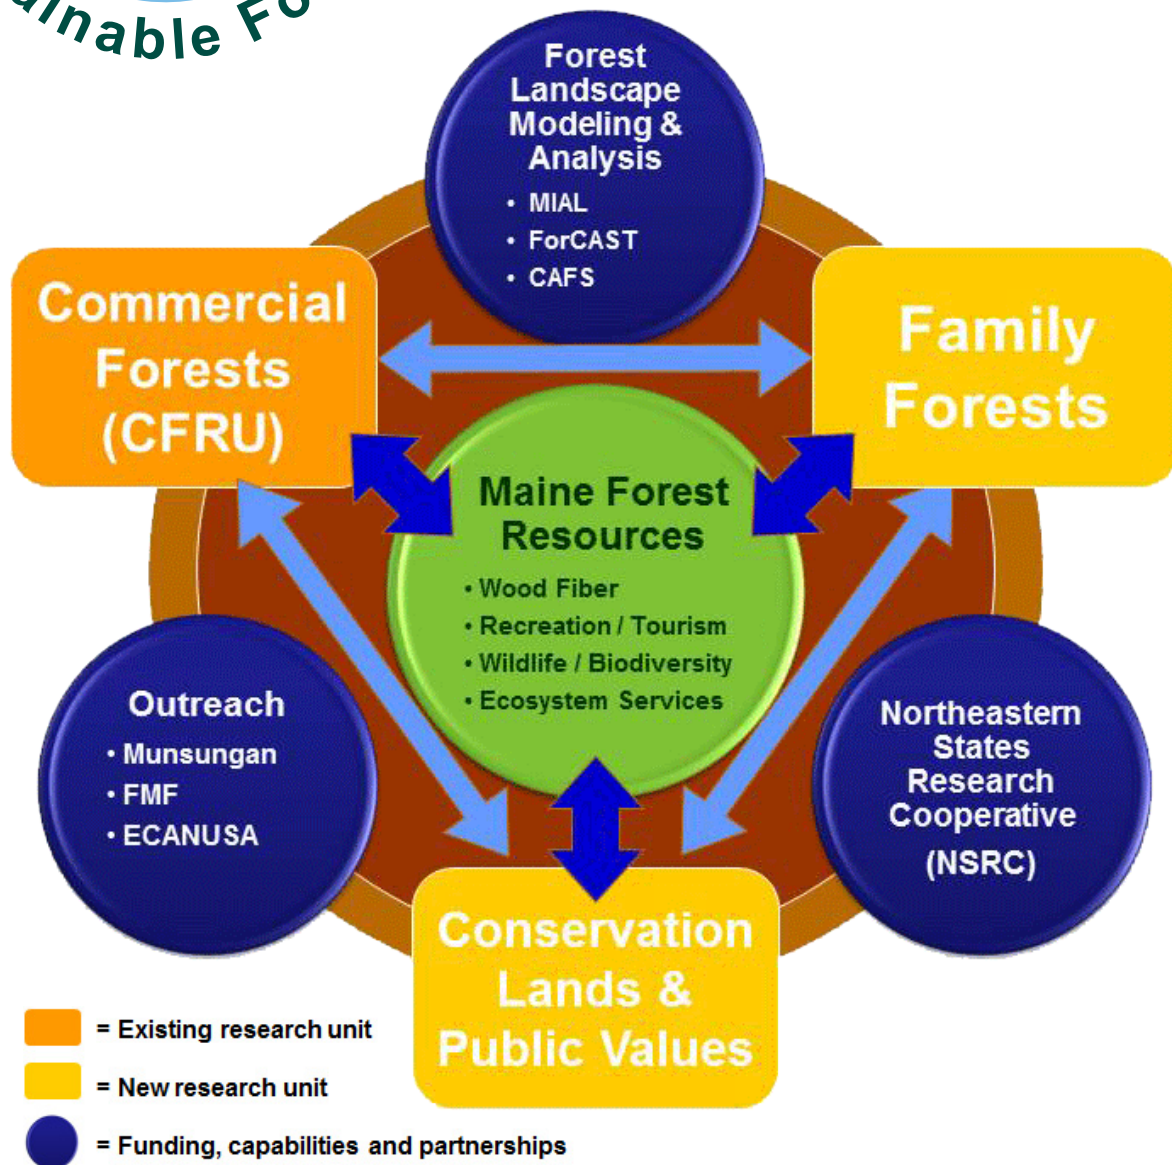 ainable Fo
Forest
Landscape
Modeling &
Analysis
• MIAL
• ForCAST
• CAFS
Commercial
Forests
(CFRU)
Family
Forests
Maine Forest
Resources
• Wood Fiber
• Recreation / Tourism
• Wildlife / Biodiversity
• Ecosystem Services
Outreach
• Munsungan
• FMF
• ECANUSA
Northeastern
States
Research
Cooperative
(NSRC)
Conservation
Lands &
Public Values
= Existing research unit
= New research unit
= Funding, capabilities and partnerships